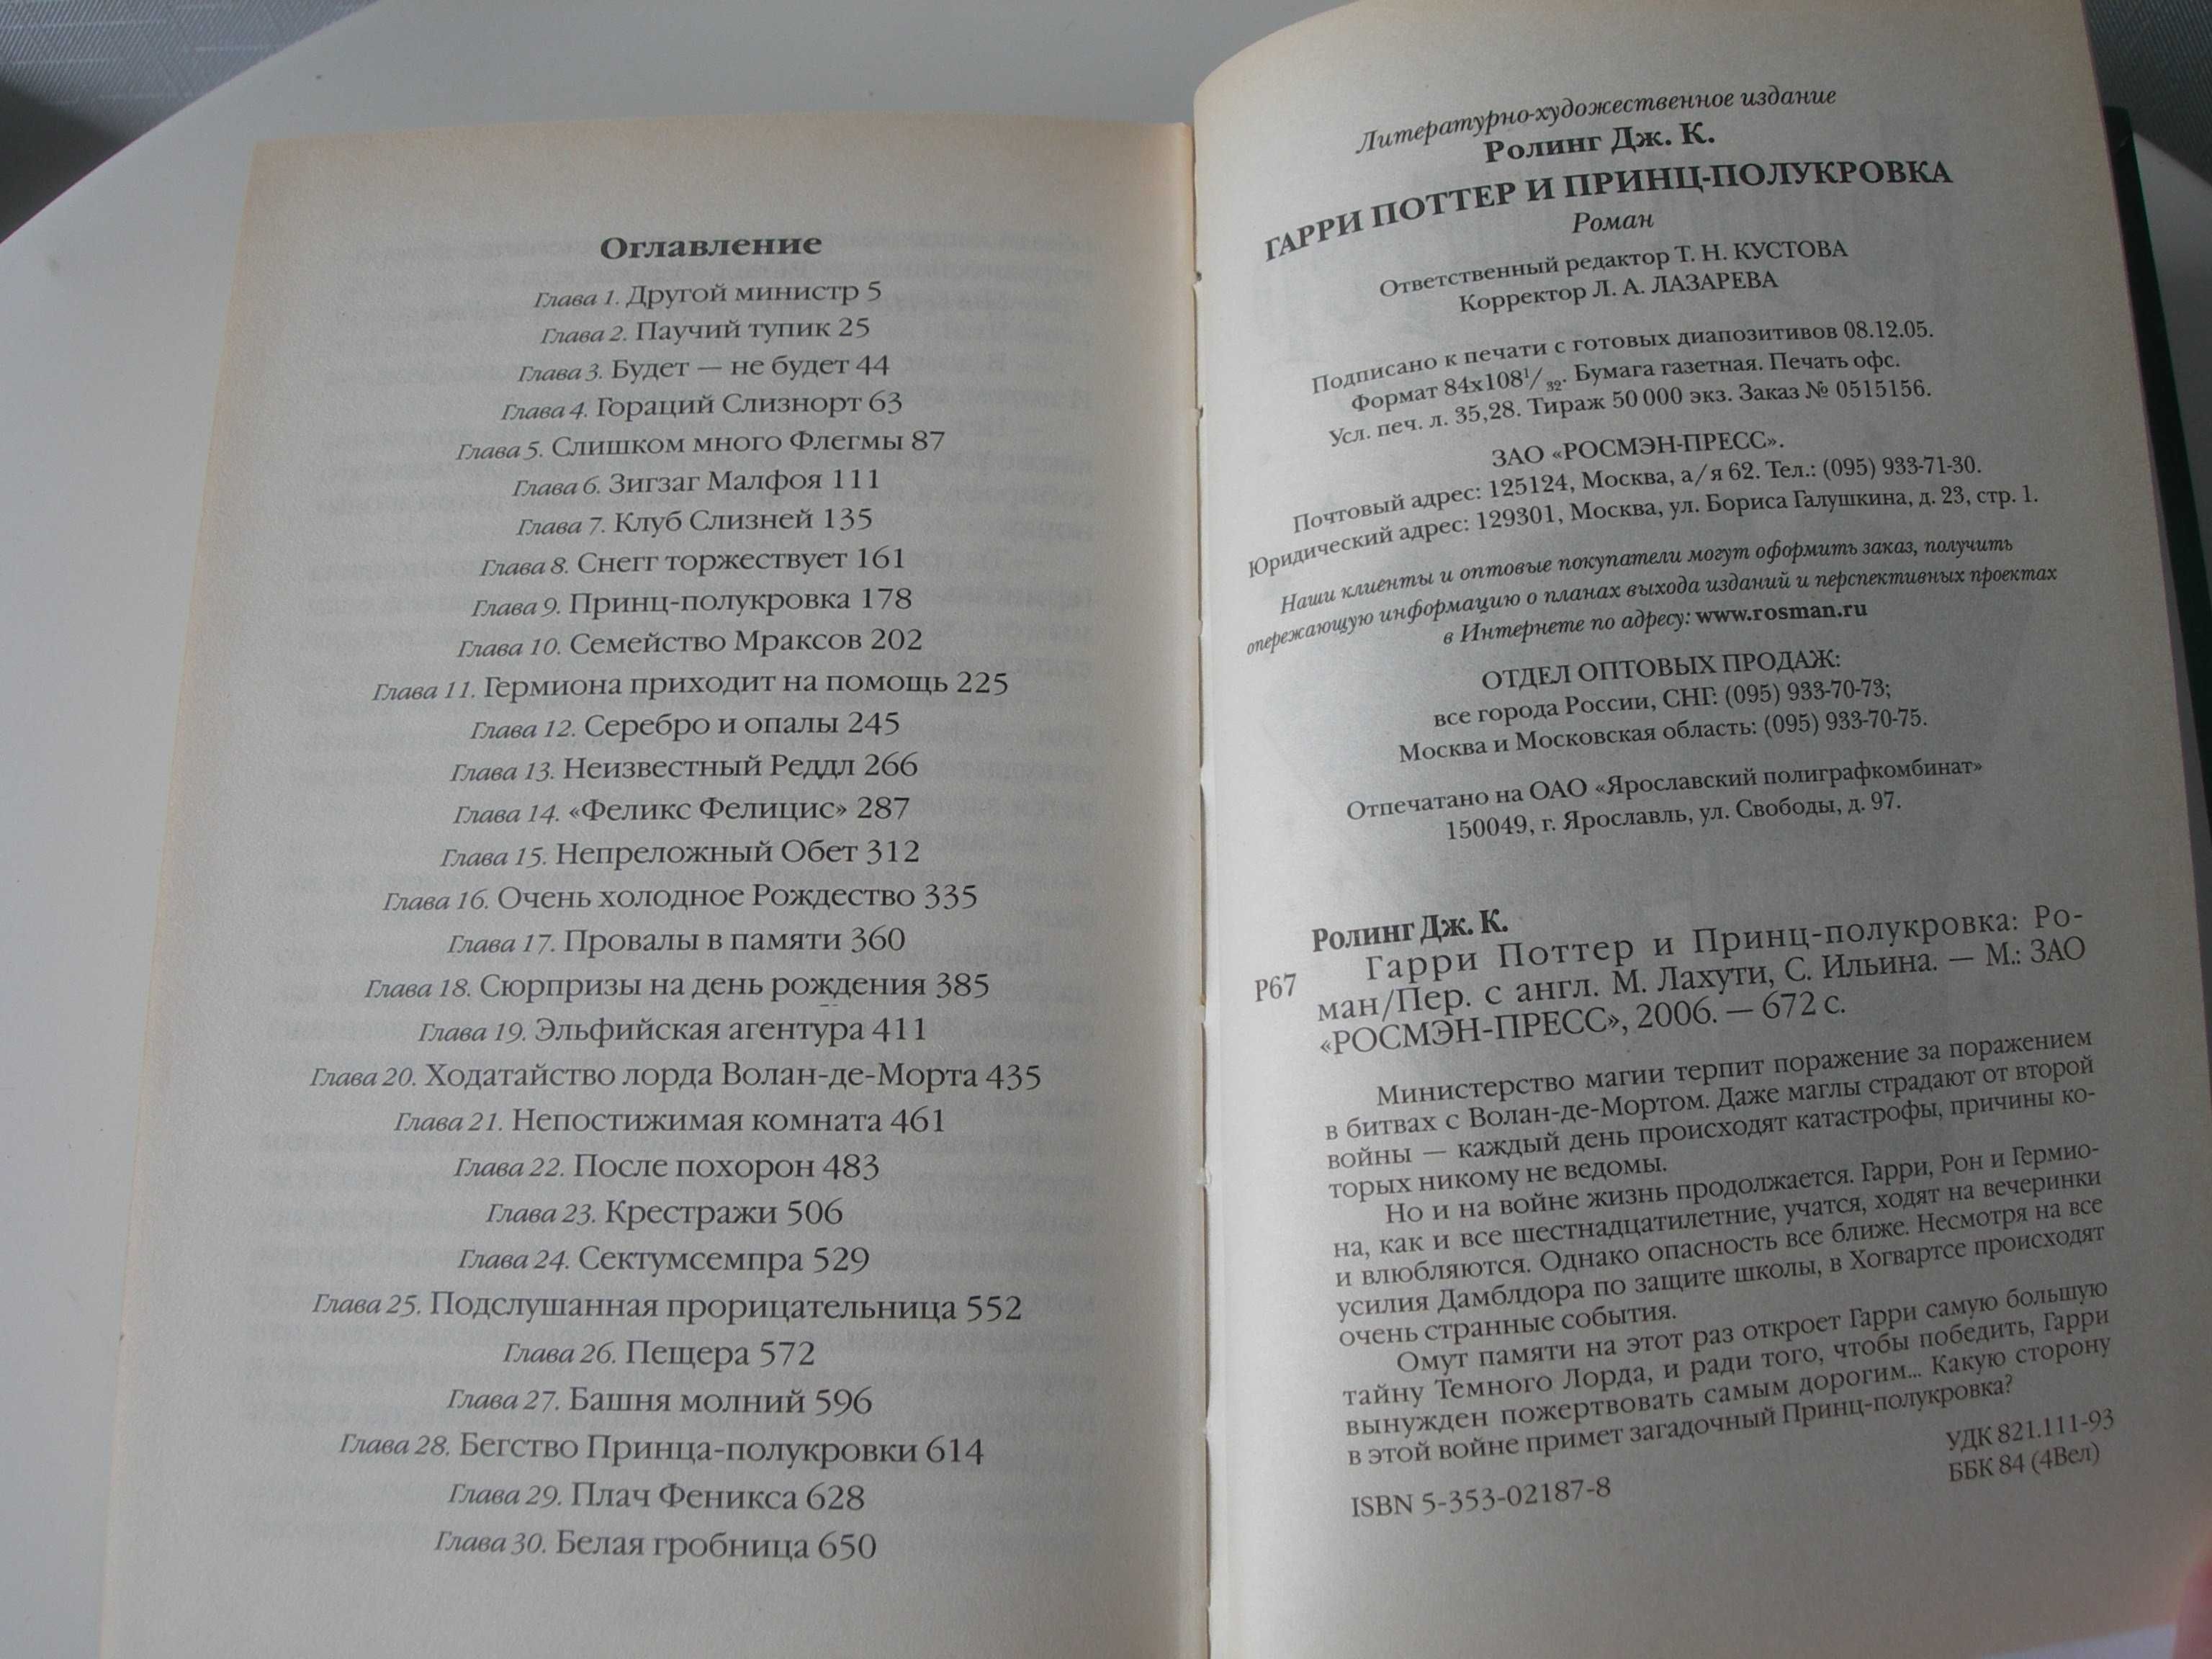 Оглавление
Глава 1. Другой министр 5
Глава 2. Паучий тупик 25
Глава 3. Будет — не будет 44
Глава 4. Гораций Слизнорт 63
Глава 5. Слишком много Флегмы 87
Глава 6. Зигзаг Малфоя 111
Глава 7. Клуб Слизней 135
Глава 8. Снегг торжествует 161
Глава 9. Принц-полукровка 178
Глава 10. Семейство Мраксов 202
Глава 11. Гермиона приходит на помощь 225
Глава 12. Серебро и опалы 245
Глава 13. Неизвестный Реддл 266
Глава 14. «Феликс Фелицис» 287
Глава 15. Непреложный Обет 312
Глава 16. Очень холодное Рождество 335
Глава 17. Провалы в памяти 360
Глава 18. Сюрпризы на день рождения 385
Глава 19. Эльфийская агентура 411
Глава 20. Ходатайство лорда Волан-де-Морта 435
Глава 21. Непостижимая комната 461
Глава 22. После похорон 483
Глава 23. Крестражи 506
Глава 24. Сектумсемпра 529
Глава 25. Подслушанная прорицательница 552
Глава 26. Пещера 572
Глава 27. Башня молний 596
Глава 28. Бегство Принца-полукровки 614
Глава 29. Плач Феникса 628
Глава 30. Белая гробница 650
Литературно-художественное издание
Ролинг Дж. К.
ГАРРИ ПОТТЕР И ПРИНЦ-ПОЛУКРОВКА
Роман
Ответственный редактор Т. Н. КУСТОВА
Корректор Л. А. ЛАЗАРЕВА
Подписано к печати с готовых диапозитивов 08.12.05.
Формат 84х108¹/₃₂. Бумага газетная. Печать офс.
Усл. печ. л. 35,28. Тираж 50 000 экз. Заказ № 0515156.
ЗАО «РОСМЭН-ПРЕСС».
Почтовый адрес: 125124, Москва, а/я 62. Тел.: (095) 933-71-30.
Юридический адрес: 129301, Москва, ул. Бориса Галушкина, д. 23, стр. 1.
Наши клиенты и оптовые покупатели могут оформить заказ, получить
опережающую информацию о планах выхода изданий и перспективных проектах
в Интернете по адресу: www.rosman.ru
ОТДЕЛ ОПТОВЫХ ПРОДАЖ:
все города России, СНГ: (095) 933-70-73;
Москва и Московская область: (095) 933-70-75.
Отпечатано на ОАО «Ярославский полиграфкомбинат»
150049, г. Ярославль, ул. Свободы, д. 97.
Ролинг Дж. К.
Р67 Гарри Поттер и Принц-полукровка: Ро-
ман/Пер. с англ. М. Лахути, С. Ильина. — М.: ЗАО
«РОСМЭН-ПРЕСС», 2006. — 672 с.
Министерство магии терпит поражение за поражением
в битвах с Волан-де-Мортом. Даже маглы страдают от второй
войны — каждый день происходят катастрофы, причины ко-
торых никому не ведомы.
Но и на войне жизнь продолжается. Гарри, Рон и Гермио-
на, как и все шестнадцатилетние, учатся, ходят на вечеринки
и влюбляются. Однако опасность все ближе. Несмотря на все
усилия Дамблдора по защите школы, в Хогвартсе происходят
очень странные события.
Омут памяти на этот раз откроет Гарри самую большую
тайну Темного Лорда, и ради того, чтобы победить, Гарри
вынужден пожертвовать самым дорогим... Какую сторону
в этой войне примет загадочный Принц-полукровка?
УДК 821.111-93
ББК 84 (4Вел)
ISBN 5-353-02187-8